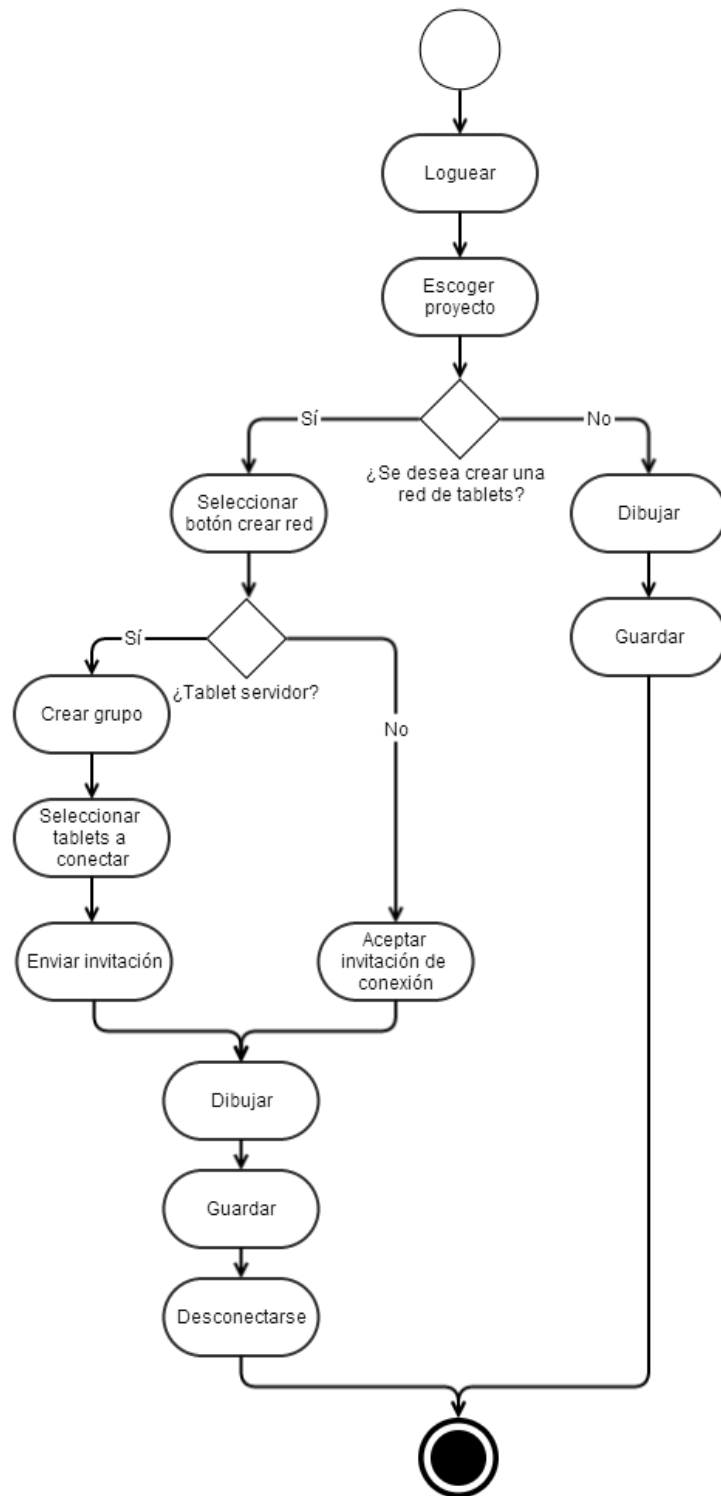 Loguear
Escoger
proyecto
Sí
No
¿Se desea crear una
red de tablets?
Seleccionar
botón crear red
Dibujar
Sí
¿Tablet servidor?
No
Guardar
Crear grupo
Seleccionar
tablets a
conectar
Enviar invitación
Aceptar
invitación de
conexión
Dibujar
Guardar
Desconectarse